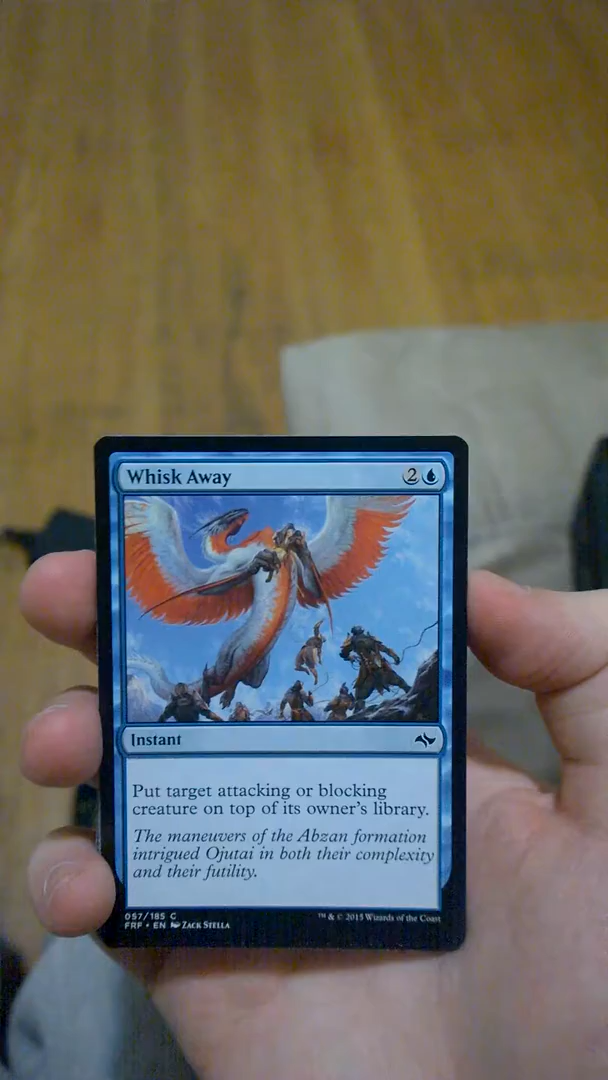 Whisk Away 2
Instant
Put target attacking or blocking
creature on top of its owner's library.
The maneuvers of the Abzan formation
intrigued Ojutai in both their complexity
and their futility.
057/185 C
™ & © 2015 Wizards of the Coast
FRF • EN Zack Stella